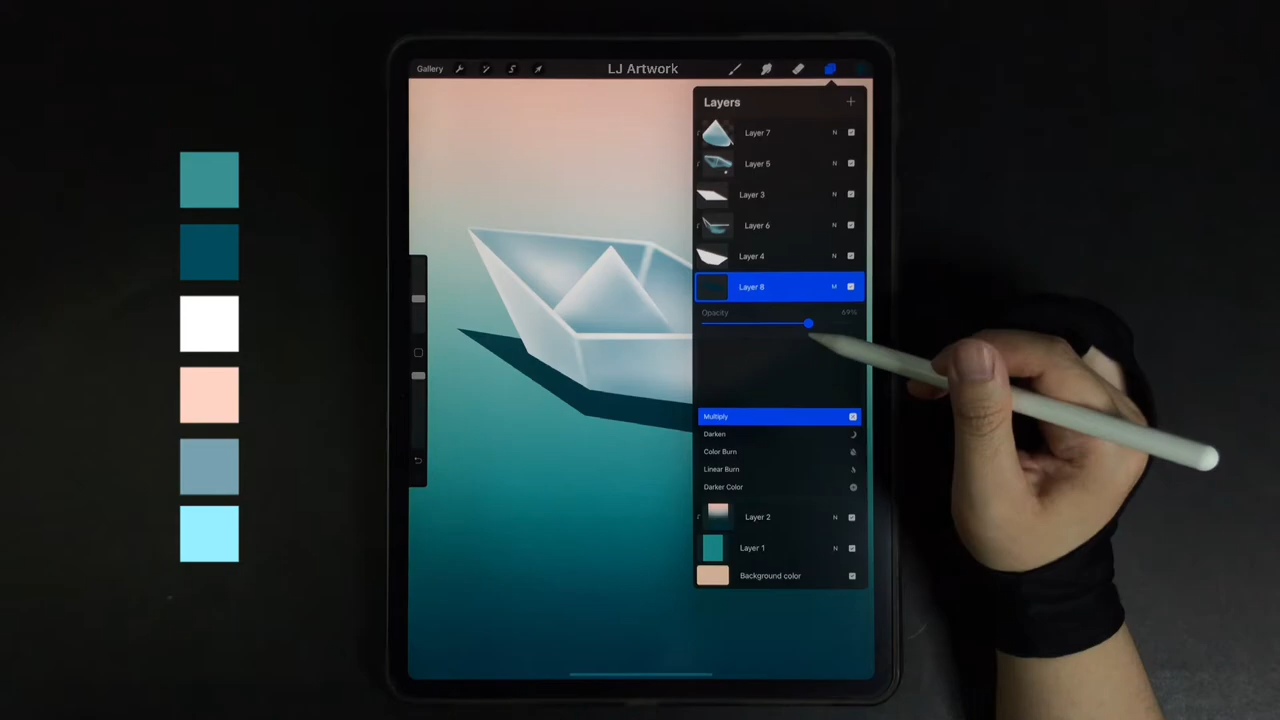 Gallery
LJ Artwork
Layers
Layer 7 N
Layer 5 N
Layer 3 N
Layer 6 N
Layer 4 N
Layer 8 M
Opacity 69%
Multiply
Darken
Color Burn
Linear Burn
Darker Color
Layer 2 N
Layer 1 N
Background color